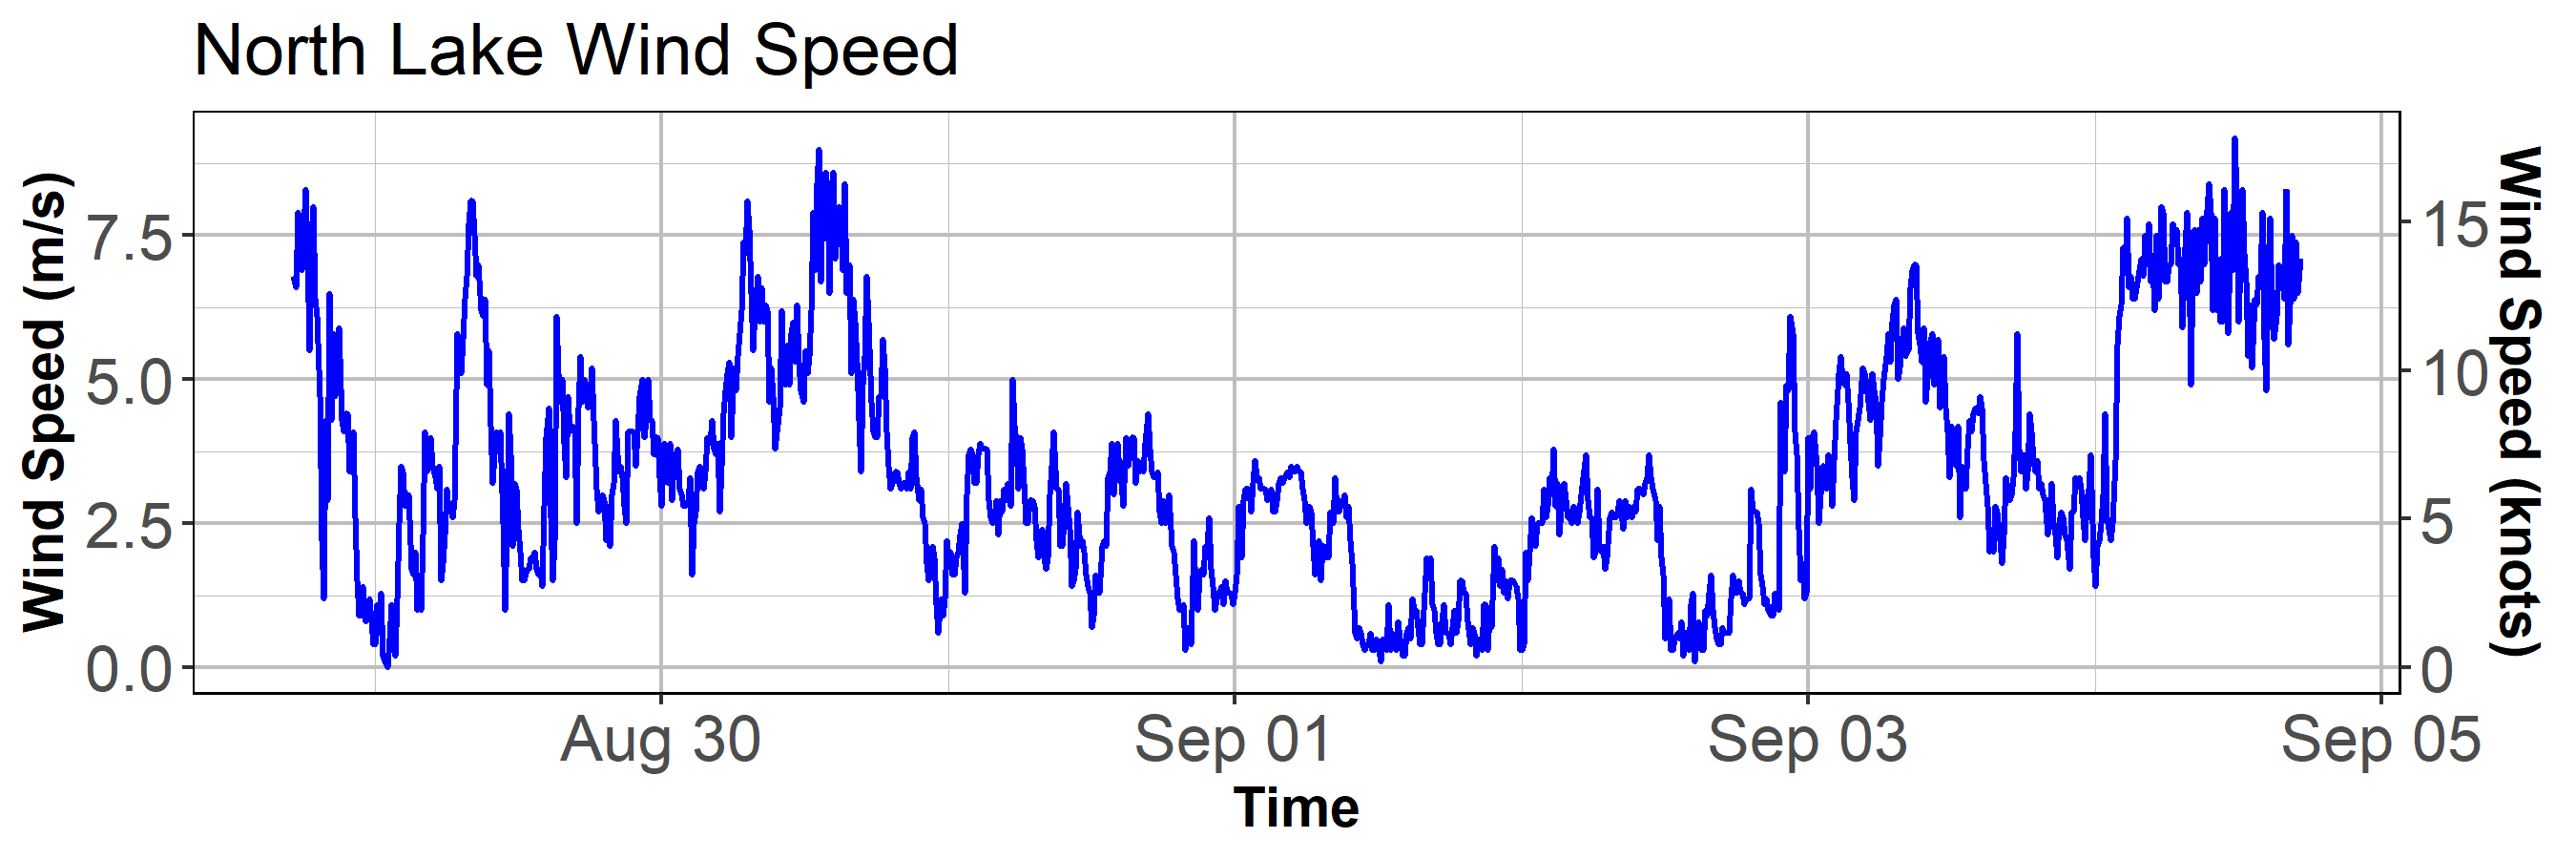 North Lake Wind Speed
Wind Speed (m/s)
7.5
5.0
2.5
0.0
15
10
5
0
Wind Speed (knots)
Aug 30
Sep 01
Sep 03
Sep 05
Time